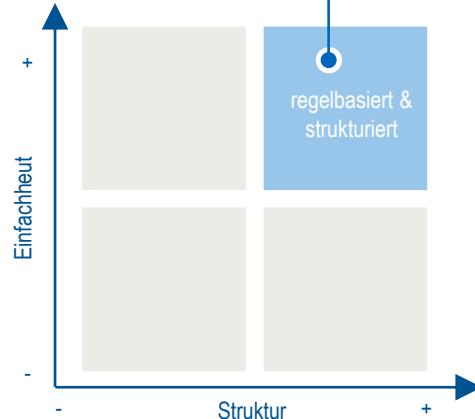 +
regelbasiert &
strukturiert
Einfachheut
-
-
Struktur
+